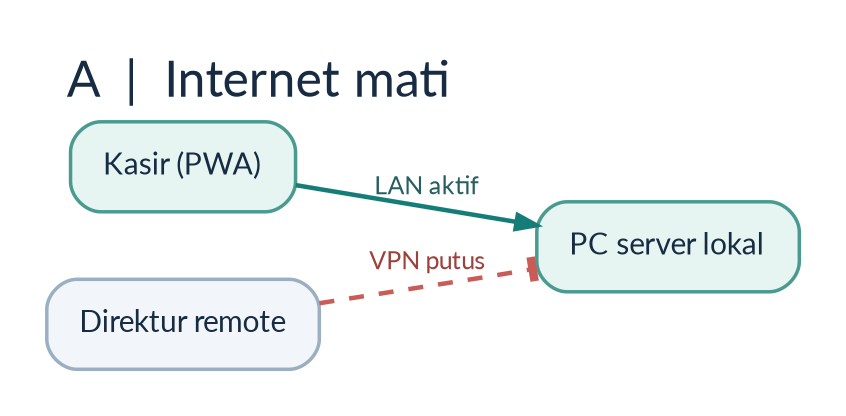 A | Internet mati
Kasir (PWA)
LAN aktif
PC server lokal
VPN putus
Direktur remote